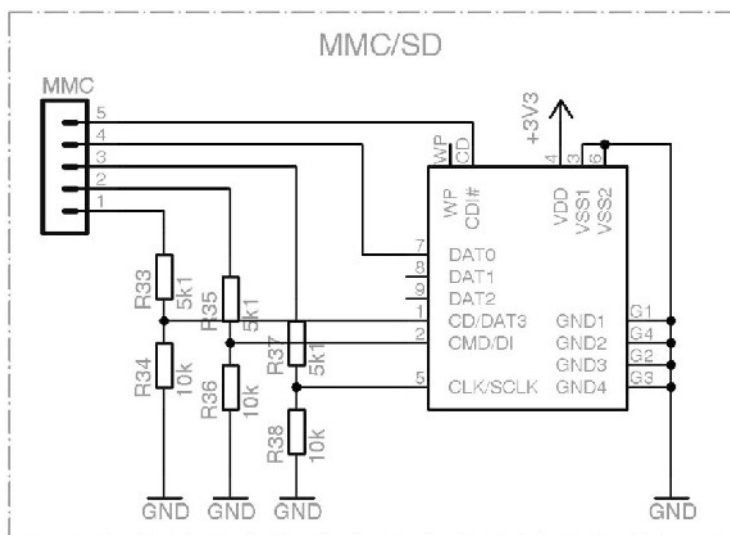 MMC/SD
MMC
5
4
3
2
1
+3V3
WP
CD
4
3
6
WP
CDI#
VDD
VSS1
VSS2
7 DAT0
8 DAT1
9 DAT2
1 CD/DAT3 GND1 G1
2 CMD/DI GND2 G4
GND3 G2
5 CLK/SCLK GND4 G3
R33
5k1
R35
5k1
R37
5k1
R34
10k
R36
10k
R38
10k
GND GND GND GND